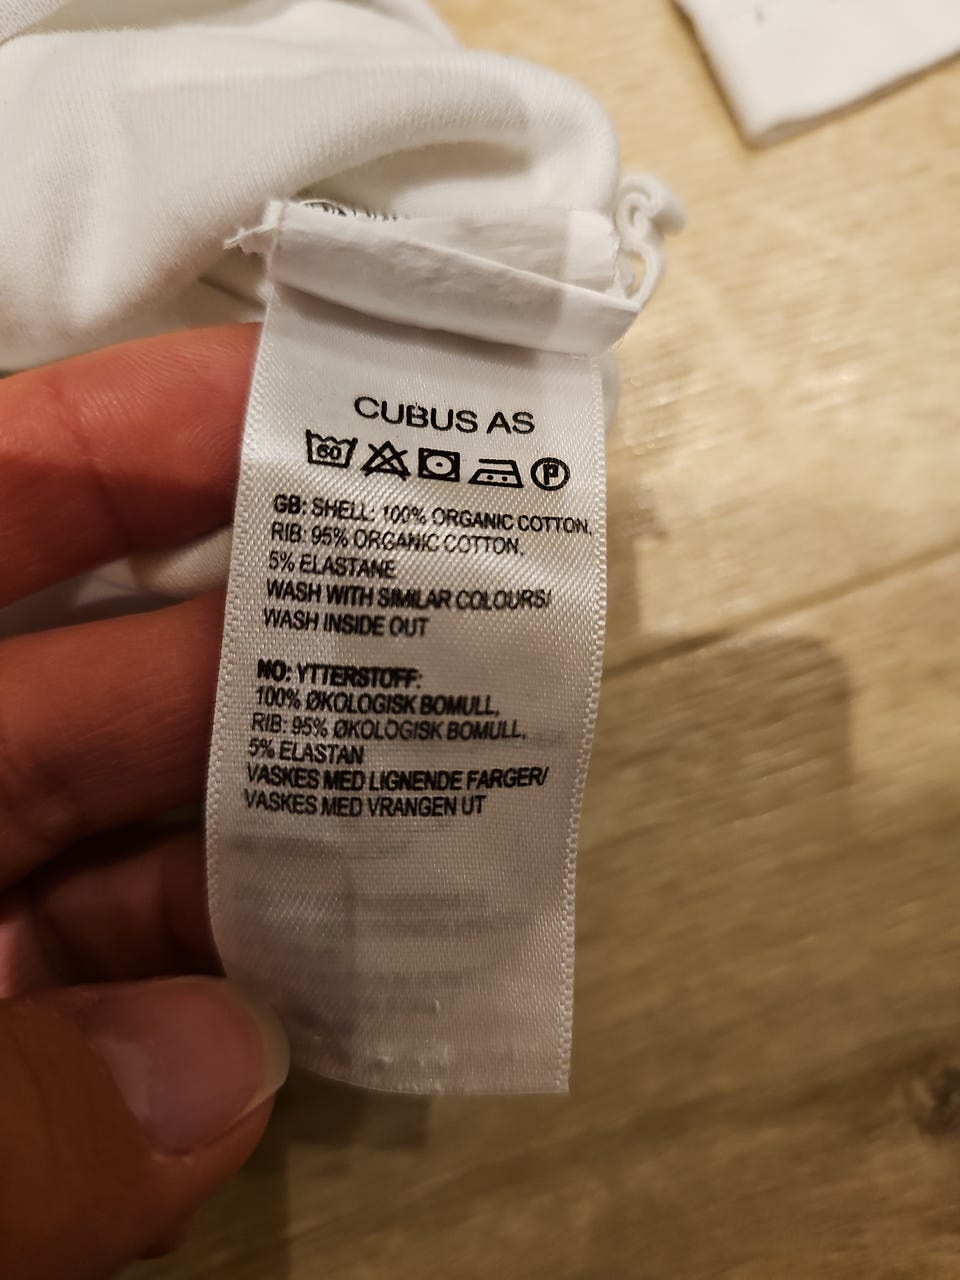 CUBUS AS
60 P
GB: SHELL: 100% ORGANIC COTTON,
RIB: 95% ORGANIC COTTON,
5% ELASTANE
WASH WITH SIMILAR COLOURS/
WASH INSIDE OUT
NO: YTTERSTOFF:
100% ØKOLOGISK BOMULL,
RIB: 95% ØKOLOGISK BOMULL,
5% ELASTAN
VASKES MED LIGNENDE FARGER/
VASKES MED VRANGEN UT